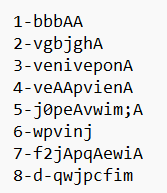 1-bbbAA
2-vgbjghA
3-veniveponA
4-veAApvienA
5-j0peAvwim;A
6-wpvinj
7-f2jApqAewiA
8-d-qwjpcfim